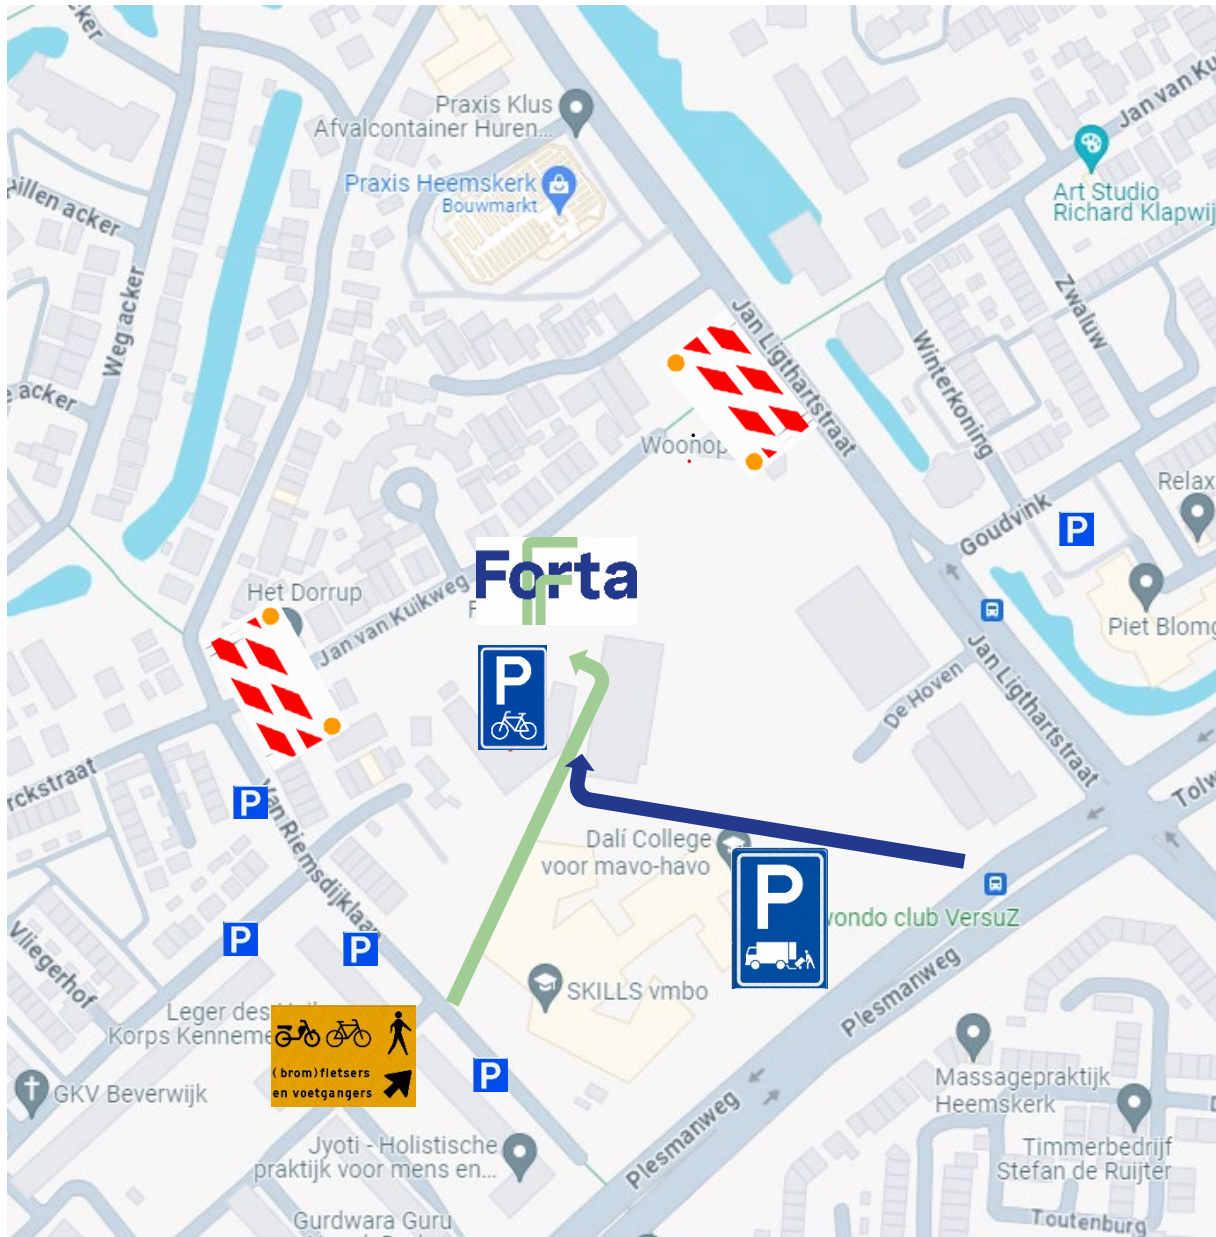 cker
Praxis Klus
Afvalcontainer Huren...
Jan van Ku
Praxis Heemskerk
Bouwmarkt
Art Studio
Richard Klapwij
illen acker
Weg acker
Zwaluw
Jan Ligthartstraat
Winterkoning
e acker
Woonop
Relax
Goudvink
P
Forta
Het Dorrup
F
Jan van Kuikweg
Piet Blomg
P
De Hoven
Jan Ligthartstraat
rckstraat
P
Van Riemsdijklaan
Tolw
Dalí College
voor mavo-havo
P
wondo club VersuZ
P
P
Vliegerhof
Plesmanweg
SKILLS vmbo
Leger des
Korps Kenneme
(brom)fietsers
en voetgangers
P
GKV Beverwijk
Massagepraktijk
Heemskerk
Plesmanweg
Jyoti - Holistische
praktijk voor mens en...
Timmerbedrijf
Stefan de Ruijter
Gurdwara Guru
Toutenburg